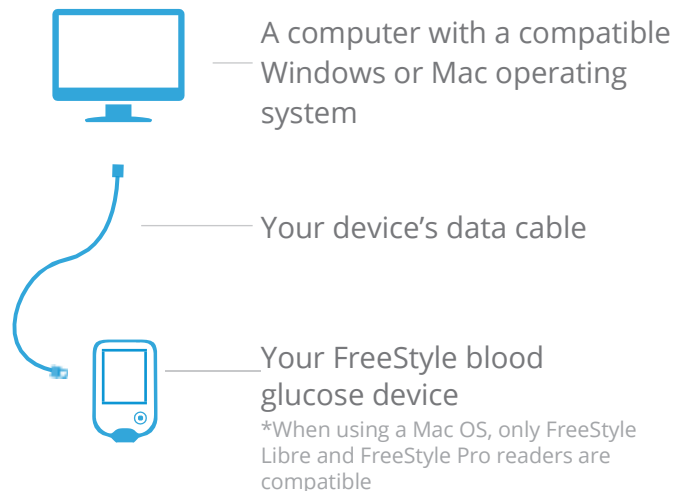 A computer with a compatible
Windows or Mac operating
system
Your device’s data cable
Your FreeStyle blood
glucose device
*When using a Mac OS, only FreeStyle
Libre and FreeStyle Pro readers are
compatible